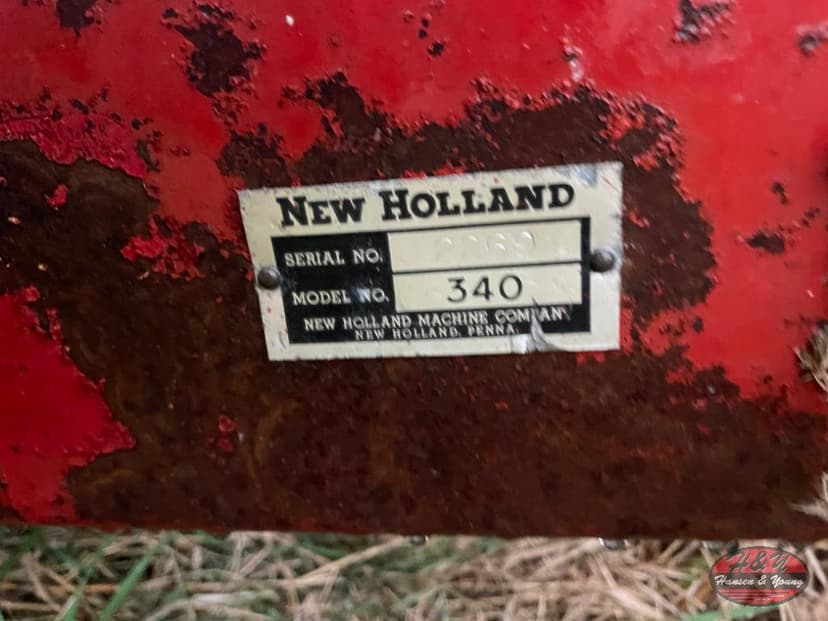 NEW HOLLAND
SERIAL NO.
MODEL NO. 340
NEW HOLLAND MACHINE COMPANY
NEW HOLLAND, PENNA.
H&Y
Hansen & Young